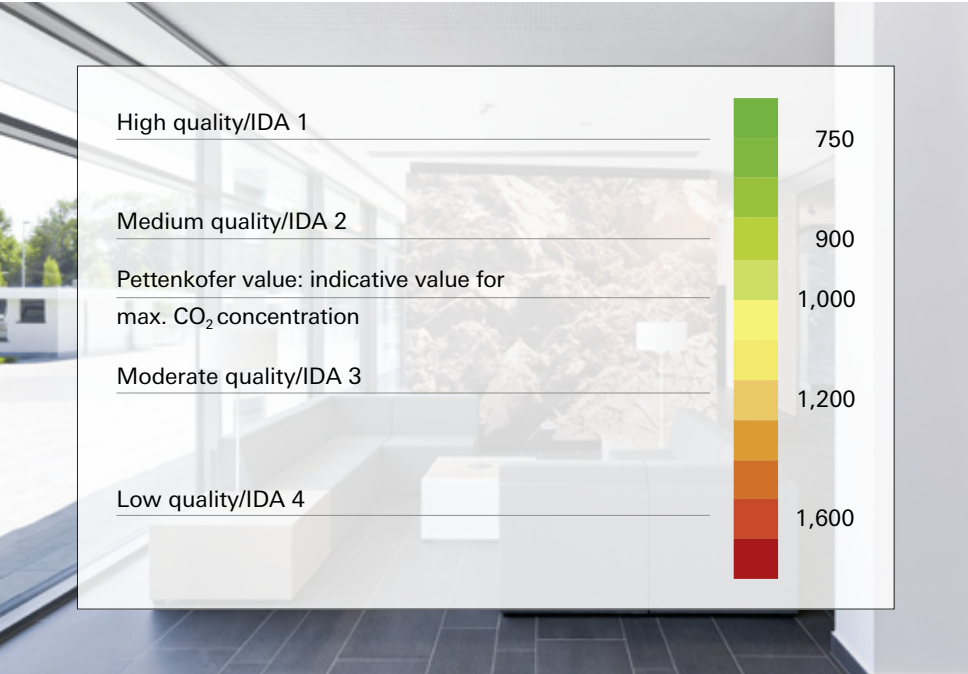 High quality/IDA 1
750
Medium quality/IDA 2
900
Pettenkofer value: indicative value for
1,000
max. CO₂ concentration
Moderate quality/IDA 3
1,200
Low quality/IDA 4
1,600